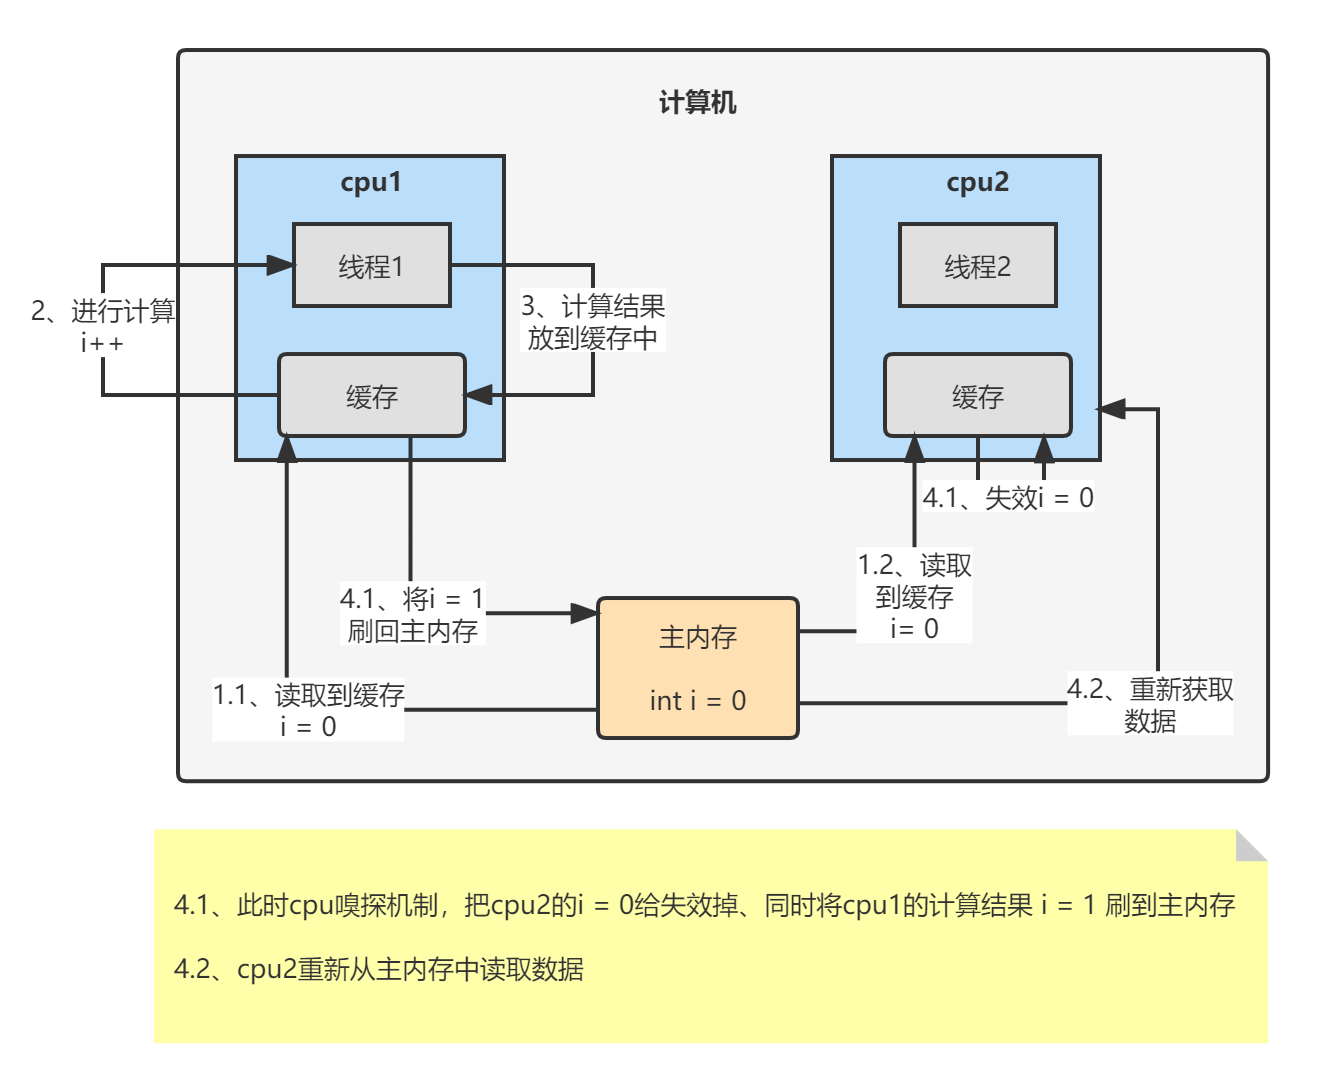 计算机
cpu1
cpu2
线程1
线程2
2、进行计算
i++
3、计算结果
放到缓存中
缓存
缓存
4.1、失效i = 0
1.2、读取
到缓存
i= 0
4.1、将i = 1
刷回主内存
主内存
int i = 0
1.1、读取到缓存
i = 0
4.2、重新获取
数据
4.1、此时cpu嗅探机制，把cpu2的i = 0给失效掉、同时将cpu1的计算结果 i = 1 刷到主内存
4.2、cpu2重新从主内存中读取数据